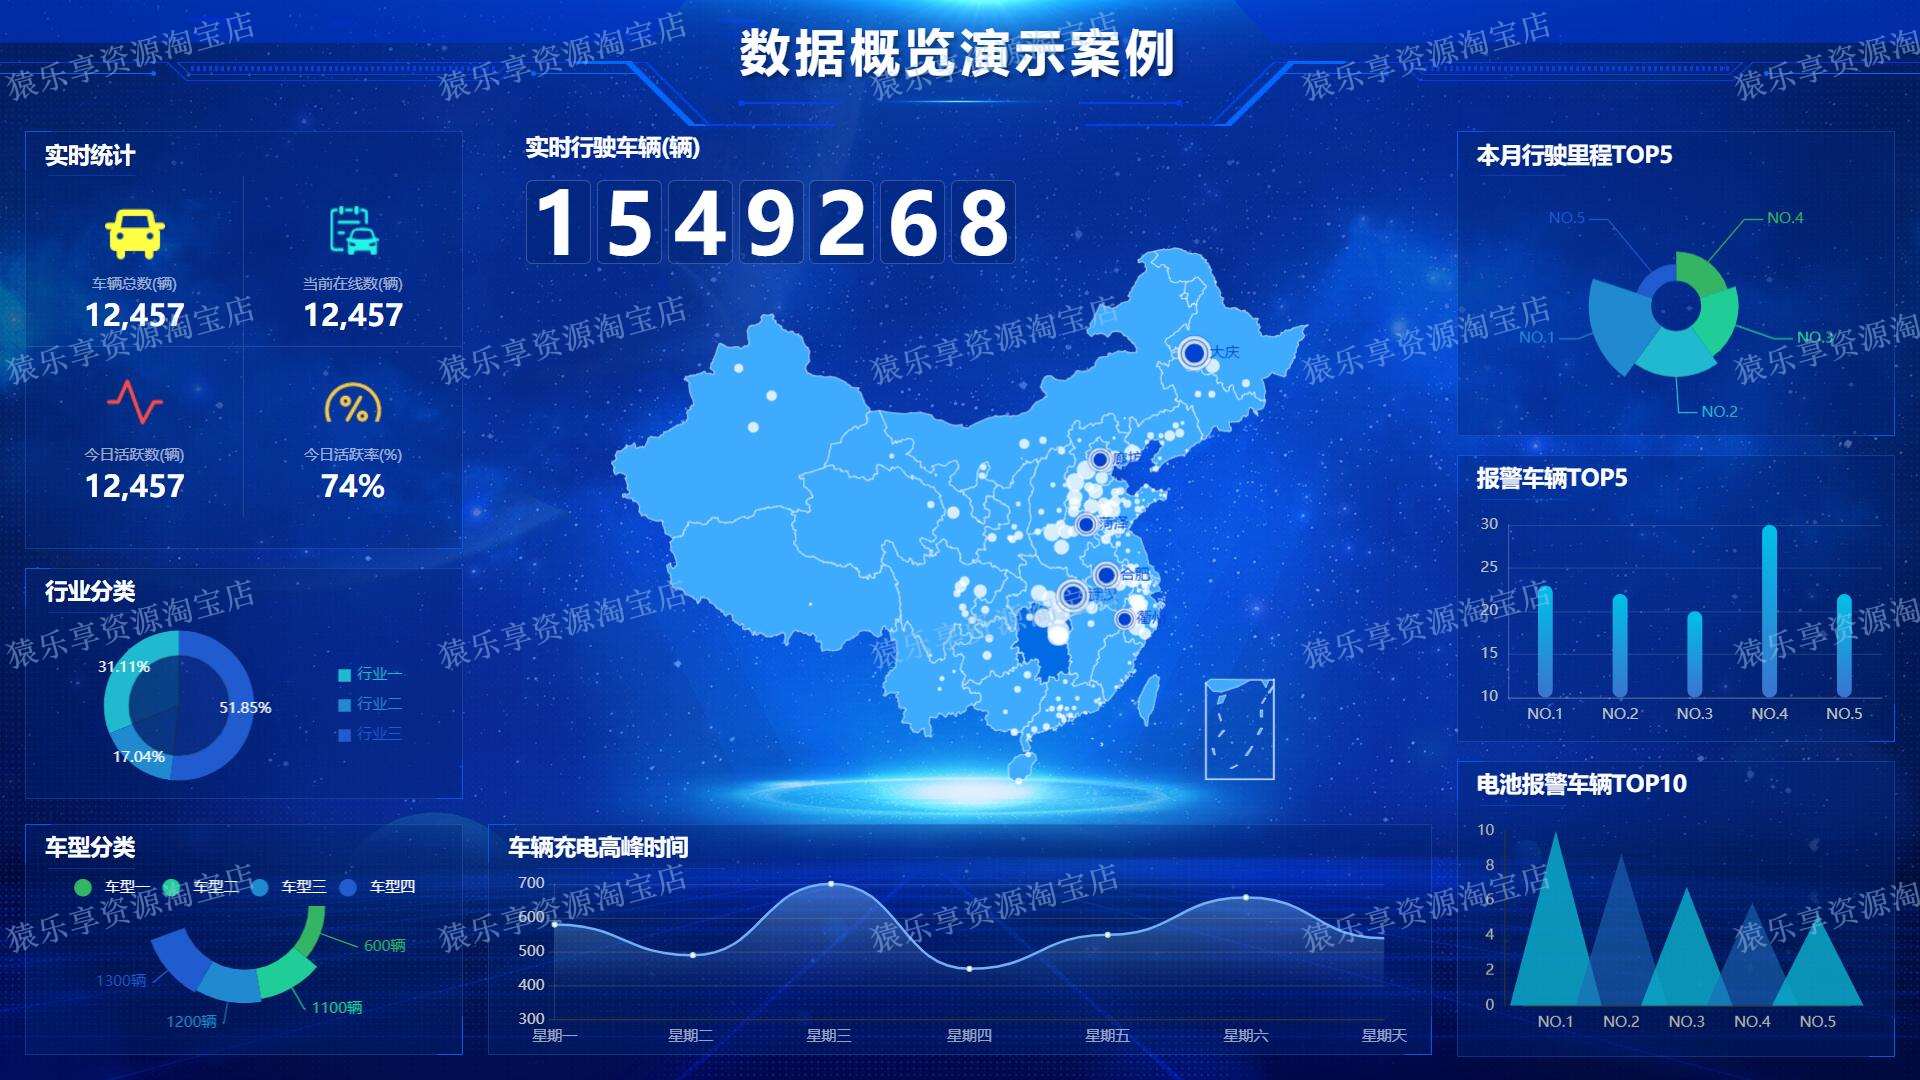 数据概览演示案例
实时统计
车辆总数(辆)
12,457
当前在线数(辆)
12,457
今日活跃数(辆)
12,457
今日活跃率(%)
74%
行业分类
31.11%
51.85%
17.04%
行业一
行业二
行业三
车型分类
车型一
车型二
车型三
车型四
600辆
1300辆
1100辆
1200辆
实时行驶车辆(辆)
1549268
大庆
廊坊
菏泽
合肥
武汉
衢州
车辆充电高峰时间
700
600
500
400
300
星期一
星期二
星期三
星期四
星期五
星期六
星期天
本月行驶里程TOP5
NO.5
NO.4
NO.1
NO.3
NO.2
报警车辆TOP5
30
25
20
15
10
NO.1
NO.2
NO.3
NO.4
NO.5
电池报警车辆TOP10
10
8
6
4
2
0
NO.1
NO.2
NO.3
NO.4
NO.5
猿乐享资源淘宝店